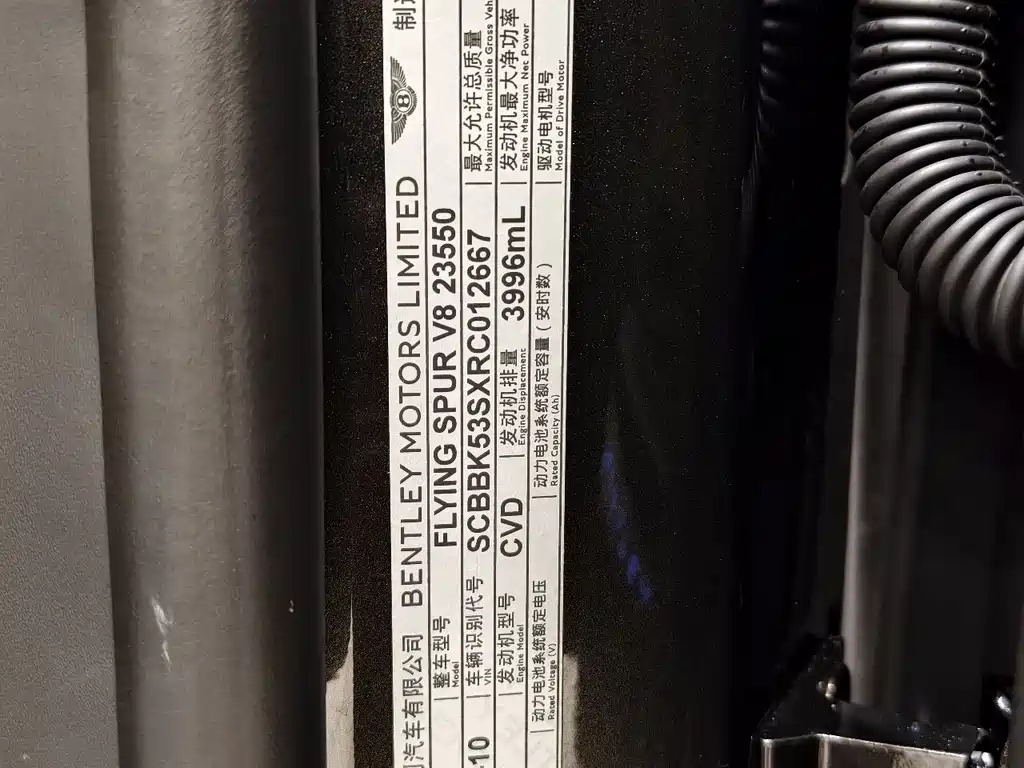 汽车有限公司 BENTLEY MOTORS LIMITED B 制造
整车型号 FLYING SPUR V8 23550
Model
车辆识别代号 SCBBK53SXRC012667 最大允许总质量
VIN Maximum Permissible Gross Veh
10
发动机型号 CVD 发动机排量 3996mL 发动机最大净功率
Engine Model Engine Displacement Engine Maximum Net Power
动力电池系统额定电压 动力电池系统额定容量(安时数) 驱动电机型号
Rated Voltage (V) Rated Capacity (Ah) Model of Drive Motor